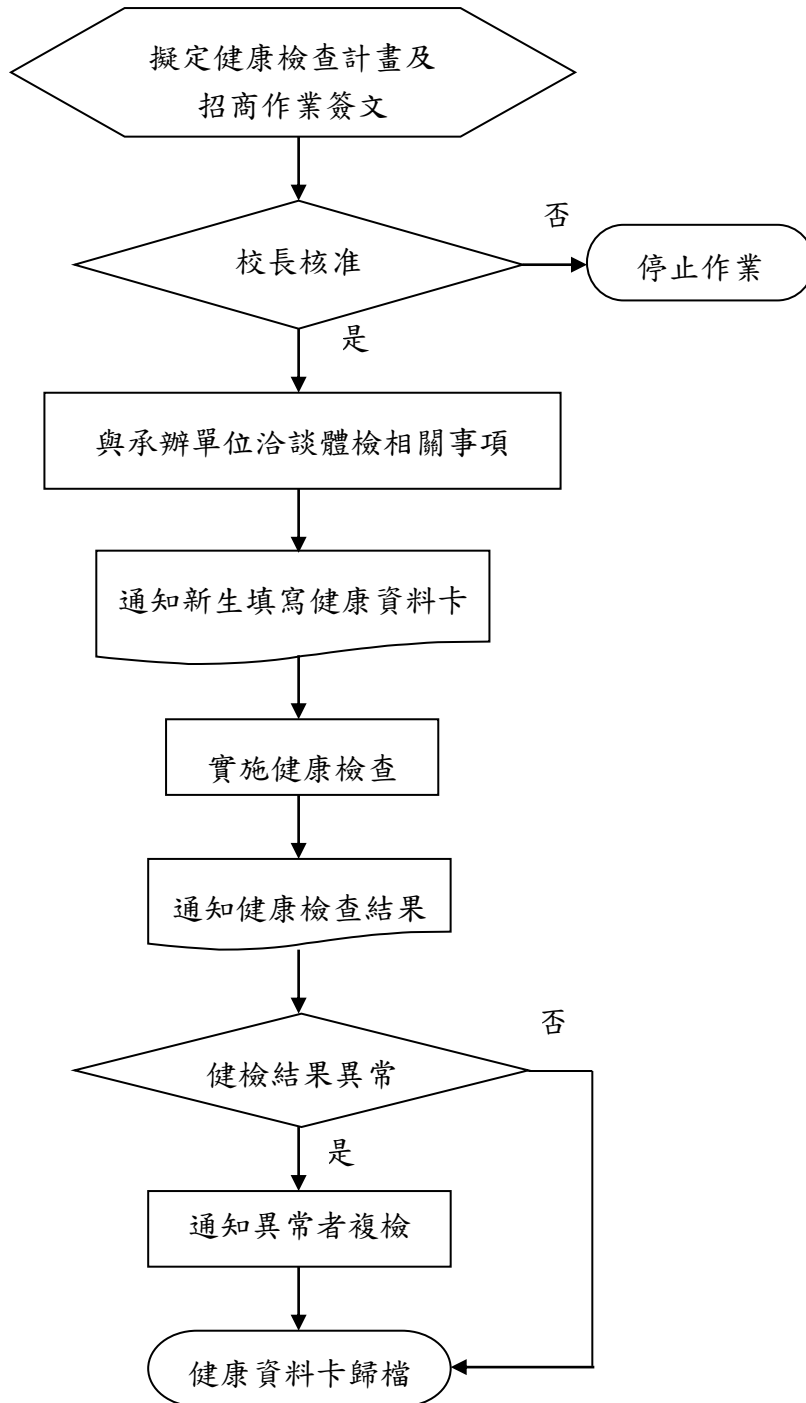 擬定健康檢查計畫及
招商作業簽文
否
校長核准
停止作業
是
與承辦單位洽談體檢相關事項
通知新生填寫健康資料卡
實施健康檢查
通知健康檢查結果
否
健檢結果異常
是
通知異常者複檢
健康資料卡歸檔